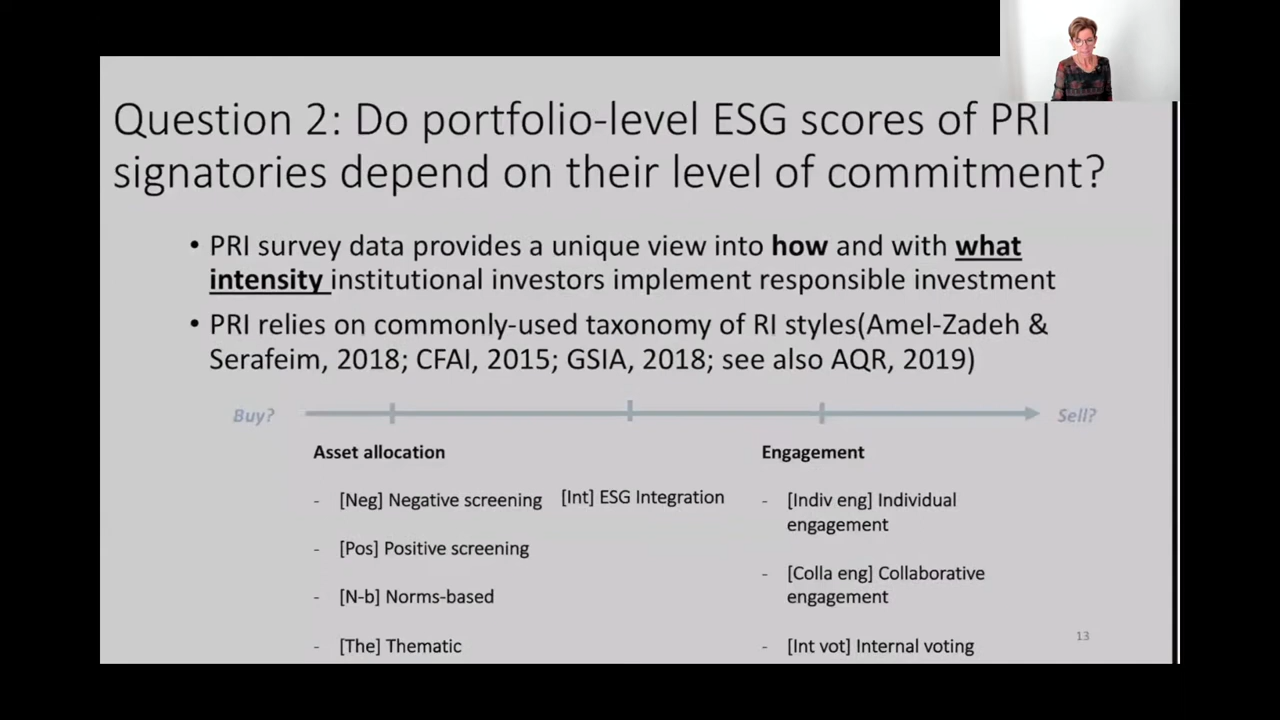 Question 2: Do portfolio-level ESG scores of PRI
signatories depend on their level of commitment?
• PRI survey data provides a unique view into how and with what
intensity institutional investors implement responsible investment
• PRI relies on commonly-used taxonomy of RI styles(Amel-Zadeh &
Serafeim, 2018; CFAI, 2015; GSIA, 2018; see also AQR, 2019)
Buy?
Sell?
Asset allocation
- [Neg] Negative screening
- [Pos] Positive screening
- [N-b] Norms-based
- [The] Thematic
[Int] ESG Integration
Engagement
- [Indiv eng] Individual
engagement
- [Colla eng] Collaborative
engagement
- [Int vot] Internal voting
13